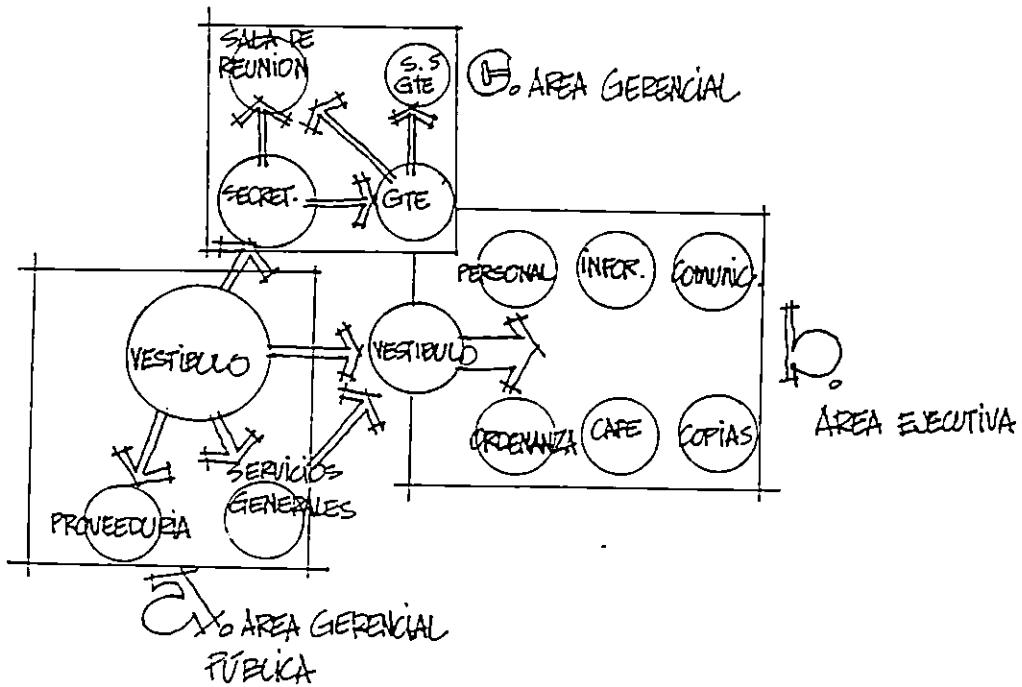 SALA DE
REUNION
S.S
GTE
C. AREA GERENCIAL
SECRET.
GTE
PERSONAL
INFOR.
COMUNIC.
VESTIBULO
VESTIBULO
b.
AREA EJECUTIVA
ORDENANZA
CAFE
COPIAS
SERVICIOS
GENERALES
PROVEEDURIA
a. AREA GERENCIAL
PÚBLICA